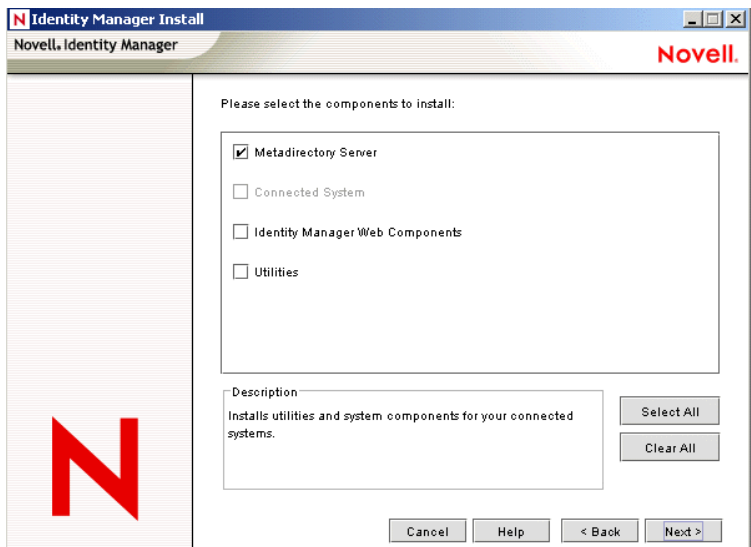 N Identity Manager Install
Novell® Identity Manager
Novell®
Please select the components to install:
Metadirectory Server
Connected System
Identity Manager Web Components
Utilities
Description
Installs utilities and system components for your connected
systems.
Select All
Clear All
N
Cancel
Help
< Back
Next >